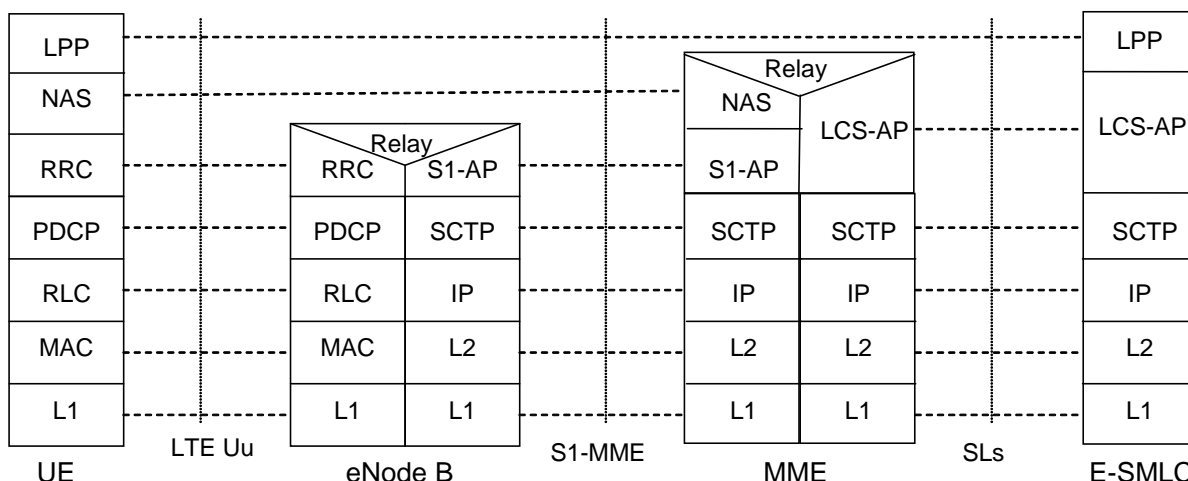 LPP
NAS
RRC
PDCP
RLC
MAC
L1
UE
LTE Uu
Relay
RRC
S1-AP
PDCP
SCTP
RLC
IP
MAC
L2
L1
L1
eNode B
S1-MME
Relay
NAS
LCS-AP
S1-AP
SCTP
SCTP
IP
IP
L2
L2
L1
L1
MME
SLs
LPP
LCS-AP
SCTP
IP
L2
L1
E-SMLC